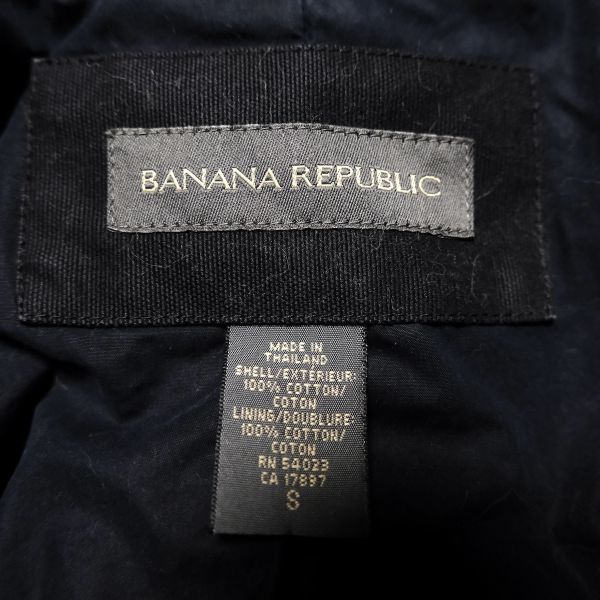 BANANA REPUBLIC
MADE IN
THAILAND
SHELL/EXTÉRIEUR:
100% COTTON/
COTON
LINING/DOUBLURE:
100% COTTON/
COTON
RN 54023
CA 17897
S